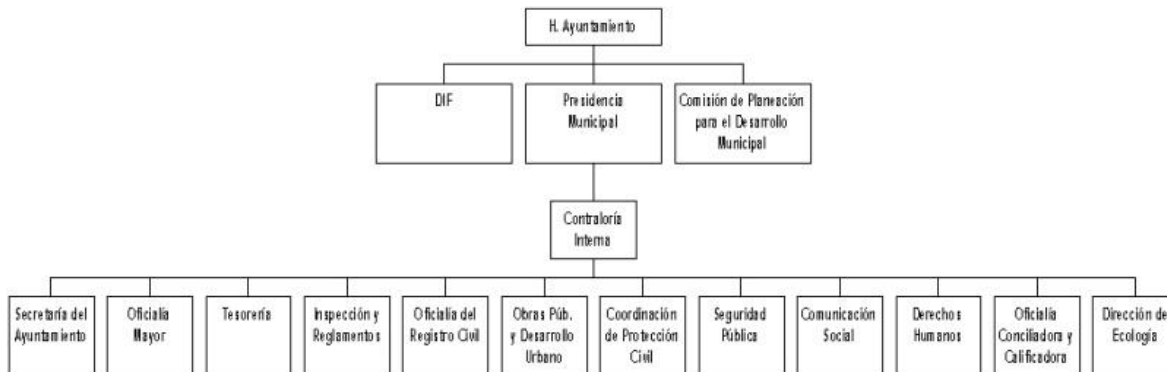 H. Ayuntamiento
DIF
Presidencia
Municipal
Comisión de Planeación
para el Desarrollo
Municipal
Contraloría
Interna
Secretaría del
Ayuntamiento
Oficialia
Mayor
Tesorería
Inspección y
Reglamentos
Oficialía del
Registro Civil
Obras Púb.
y Desarrollo
Urbano
Coordinación
de Protección
Civil
Seguridad
Pública
Comunicación
Social
Derechos
Humanos
Oficialía
Conciliadora y
Calificadora
Dirección de
Ecología